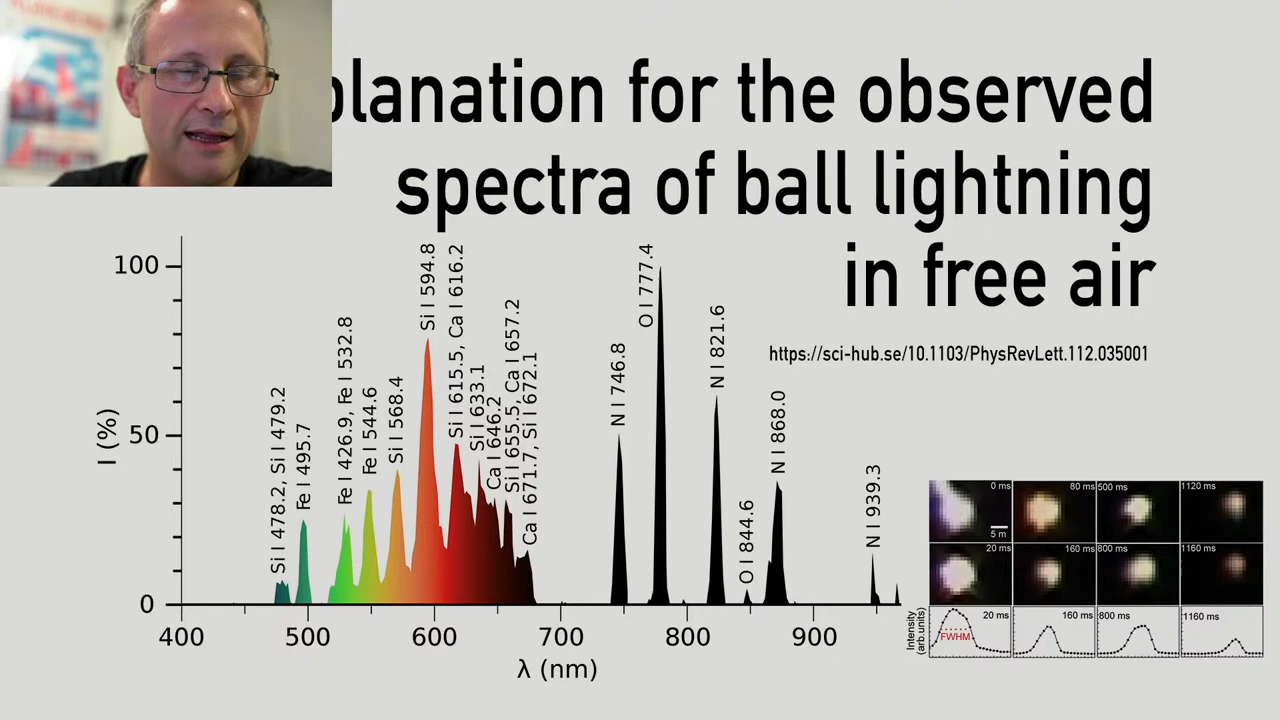 planation for the observed
spectra of ball lightning
in free air
https://sci-hub.se/10.1103/PhysRevLett.112.035001
I (%)
100
50
0
Si I 478.2, Si I 479.2
Fe I 495.7
Fe I 426.9, Fe I 532.8
Fe I 544.6
Si I 568.4
Si I 594.8
Si I 615.5, Ca I 616.2
Si I 633.1
Ca I 646.2
Si I 655.5, Ca I 657.2
Ca I 671.7, Si I 672.1
N I 746.8
O I 777.4
N I 821.6
O I 844.6
N I 868.0
N I 939.3
400 500 600 700 800 900
λ (nm)
0 ms 80 ms 500 ms 1120 ms
5 m
20 ms 160 ms 800 ms 1160 ms
Intensity
(arb.units)
20 ms 160 ms 800 ms 1160 ms
FWHM